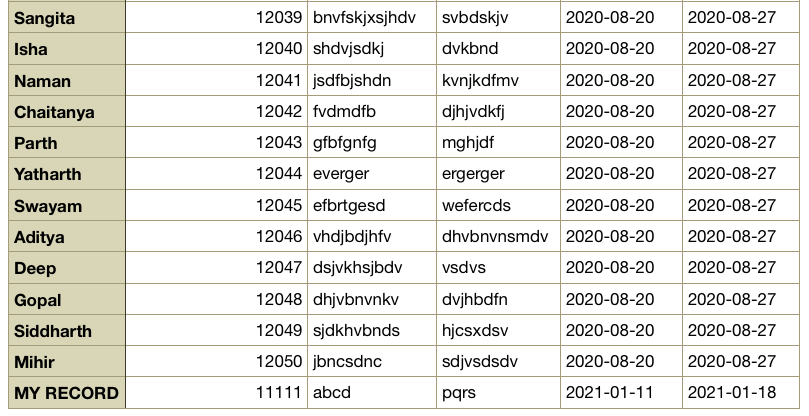 Sangita 12039 bnvfskjxsjhdv svbdskjv 2020-08-20 2020-08-27
Isha 12040 shdvjsdkj dvkbnd 2020-08-20 2020-08-27
Naman 12041 jsdfbjshdn kvnjkdfmv 2020-08-20 2020-08-27
Chaitanya 12042 fvdmdfb djhjvdkfj 2020-08-20 2020-08-27
Parth 12043 gfbfgnfg mghjdf 2020-08-20 2020-08-27
Yatharth 12044 everger ergerger 2020-08-20 2020-08-27
Swayam 12045 efbrtgesd wefercds 2020-08-20 2020-08-27
Aditya 12046 vhdjbdjhfv dhvbnvnsmdv 2020-08-20 2020-08-27
Deep 12047 dsjvkhsjbdv vsdvs 2020-08-20 2020-08-27
Gopal 12048 dhjvbnvnkv dvjhbdfn 2020-08-20 2020-08-27
Siddharth 12049 sjdkhvbnds hjcsxdsv 2020-08-20 2020-08-27
Mihir 12050 jbncsdnc sdjvsdsdv 2020-08-20 2020-08-27
MY RECORD 11111 abcd pqrs 2021-01-11 2021-01-18